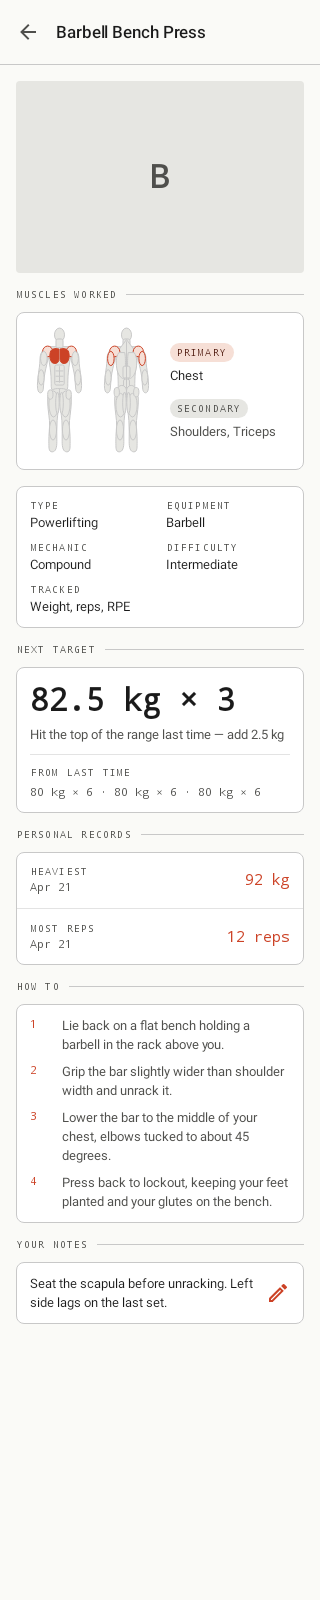 Barbell Bench Press
B
MUSCLES WORKED
PRIMARY
Chest
SECONDARY
Shoulders, Triceps
TYPE
Powerlifting
EQUIPMENT
Barbell
MECHANIC
Compound
DIFFICULTY
Intermediate
TRACKED
Weight, reps, RPE
NEXT TARGET
82.5 kg × 3
Hit the top of the range last time — add 2.5 kg
FROM LAST TIME
80 kg × 6 · 80 kg × 6 · 80 kg × 6
PERSONAL RECORDS
HEAVIEST
Apr 21
92 kg
MOST REPS
Apr 21
12 reps
HOW TO
1 Lie back on a flat bench holding a
barbell in the rack above you.
2 Grip the bar slightly wider than shoulder
width and unrack it.
3 Lower the bar to the middle of your
chest, elbows tucked to about 45
degrees.
4 Press back to lockout, keeping your feet
planted and your glutes on the bench.
YOUR NOTES
Seat the scapula before unracking. Left
side lags on the last set.